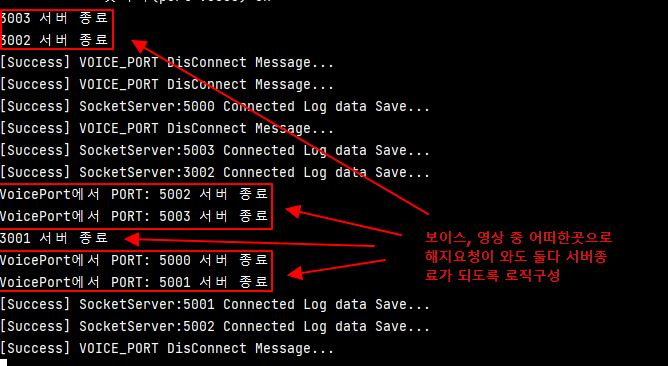 3003 서버 종료
3002 서버 종료
[Success] VOICE_PORT DisConnect Message...
[Success] VOICE_PORT DisConnect Message...
[Success] SocketServer:5000 Connected Log data Save...
[Success] VOICE_PORT DisConnect Message...
[Success] SocketServer:5003 Connected Log data Save...
[Success] SocketServer:3002 Connected Log data Save...
VoicePort에서 PORT: 5002 서버 종료
VoicePort에서 PORT: 5003 서버 종료
3001 서버 종료
VoicePort에서 PORT: 5000 서버 종료
VoicePort에서 PORT: 5001 서버 종료
[Success] SocketServer:5001 Connected Log data Save...
[Success] SocketServer:5002 Connected Log data Save...
[Success] VOICE_PORT DisConnect Message...
보이스, 영상 중 어떠한곳으로
해지요청이 와도 둘다 서버종
료가 되도록 로직구성